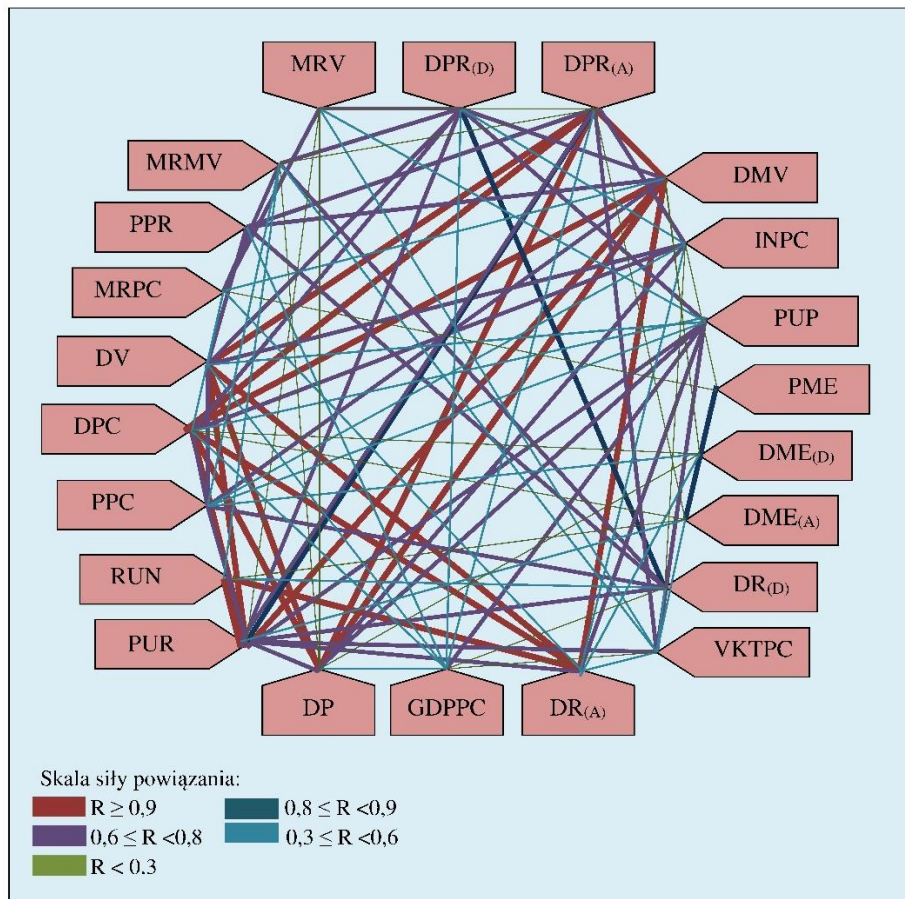 MRV
DPR(D)
DPR(A)
MRMV
DMV
PPR
INPC
MRPC
PUP
DV
PME
DPC
DME(D)
PPC
DME(A)
RUN
DR(D)
PUR
VKTPC
DP
GDPPC
DR(A)
Skala siły powiązania:
R ≥ 0,9
0,8 ≤ R <0,9
0,6 ≤ R <0,8
0,3 ≤ R <0,6
R < 0.3